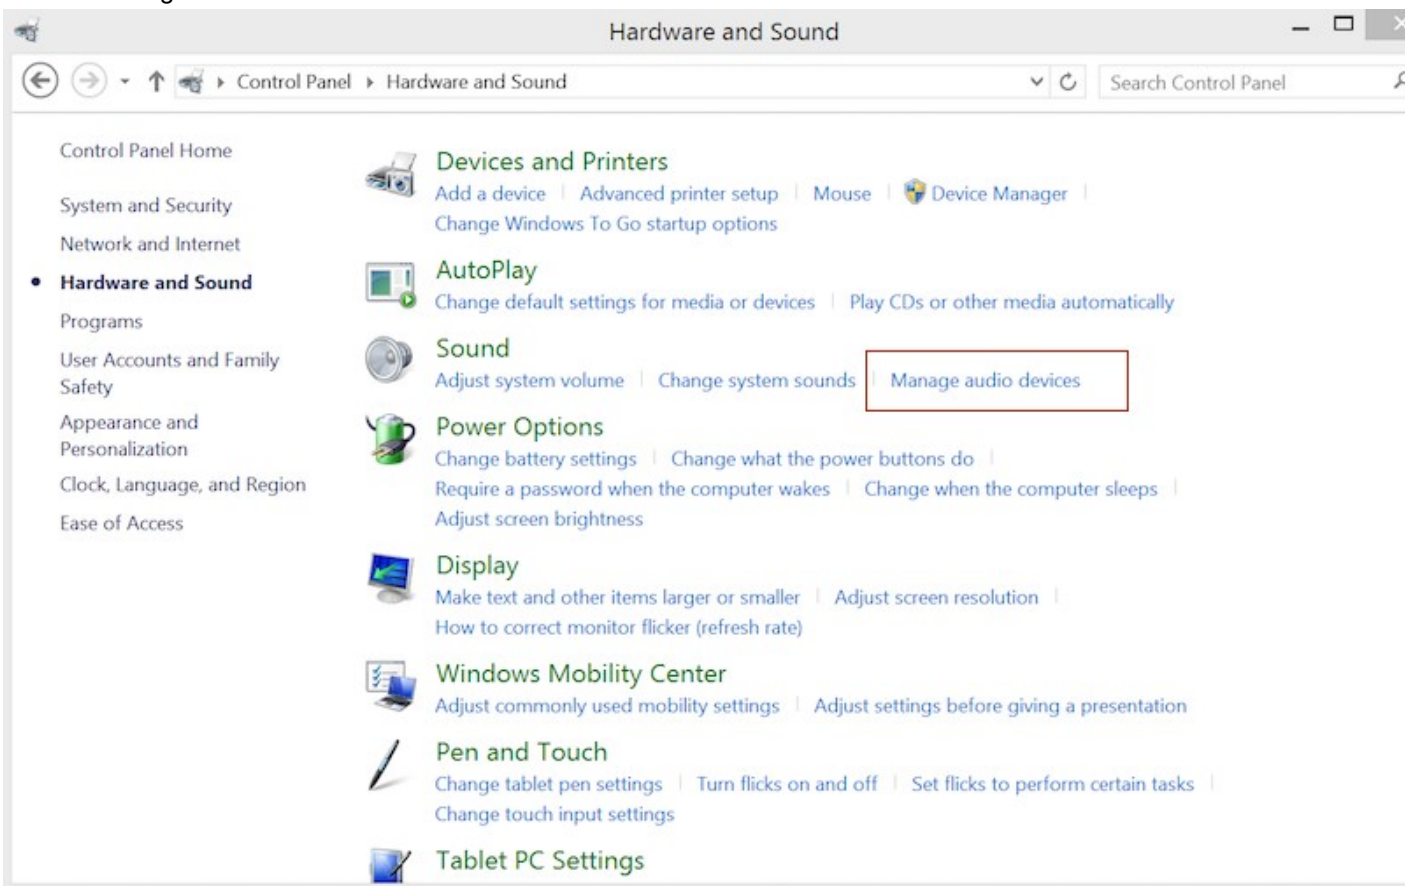 Hardware and Sound
Control Panel Hardware and Sound
Search Control Panel
Control Panel Home
System and Security
Network and Internet
Hardware and Sound
Programs
User Accounts and Family
Safety
Appearance and
Personalization
Clock, Language, and Region
Ease of Access
Devices and Printers
Add a device Advanced printer setup Mouse Device Manager
Change Windows To Go startup options
AutoPlay
Change default settings for media or devices Play CDs or other media automatically
Sound
Adjust system volume Change system sounds Manage audio devices
Power Options
Change battery settings Change what the power buttons do
Require a password when the computer wakes Change when the computer sleeps
Adjust screen brightness
Display
Make text and other items larger or smaller Adjust screen resolution
How to correct monitor flicker (refresh rate)
Windows Mobility Center
Adjust commonly used mobility settings Adjust settings before giving a presentation
Pen and Touch
Change tablet pen settings Turn flicks on and off Set flicks to perform certain tasks
Change touch input settings
Tablet PC Settings